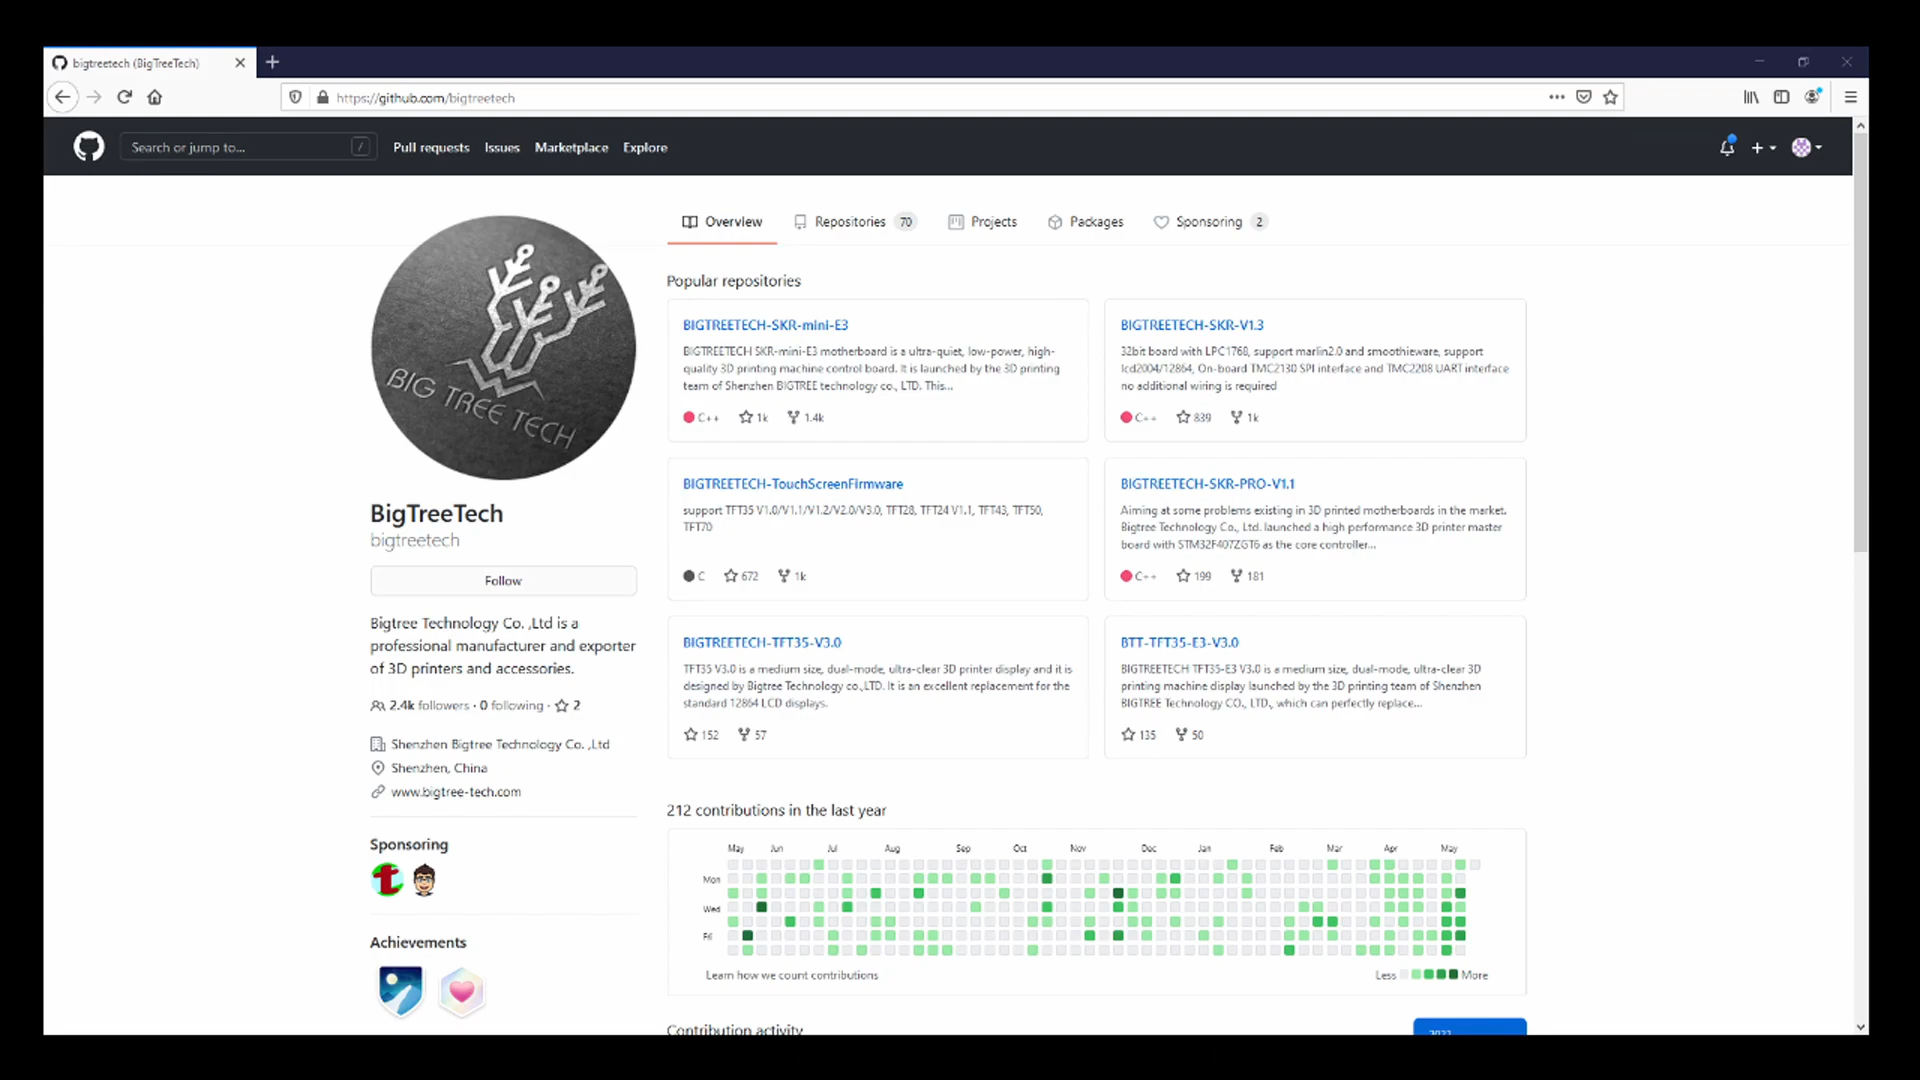 bigtreetech (BigTreeTech)
https://github.com/bigtreetech
Search or jump to... /
Pull requests Issues Marketplace Explore
Overview Repositories 70 Projects Packages Sponsoring 2
BIG TREE TECH
BigTreeTech
bigtreetech
Follow
Bigtree Technology Co. ,Ltd is a
professional manufacturer and exporter
of 3D printers and accessories.
2.4k followers · 0 following · 2
Shenzhen Bigtree Technology Co. ,Ltd
Shenzhen, China
www.bigtree-tech.com
Sponsoring
Achievements
Popular repositories
BIGTREETECH-SKR-mini-E3
BIGTREETECH SKR-mini-E3 motherboard is a ultra-quiet, low-power, high-
quality 3D printing machine control board. It is launched by the 3D printing
team of Shenzhen BIGTREE technology co., LTD. This...
C++ 1k 1.4k
BIGTREETECH-SKR-V1.3
32bit board with LPC1768, support marlin2.0 and smoothieware, support
lcd2004/12864, On-board TMC2130 SPI interface and TMC2208 UART interface
no additional wiring is required
C++ 839 1k
BIGTREETECH-TouchScreenFirmware
support TFT35 V1.0/V1.1/V1.2/V2.0/V3.0, TFT28, TFT24 V1.1, TFT43, TFT50,
TFT70
C 672 1k
BIGTREETECH-SKR-PRO-V1.1
Aiming at some problems existing in 3D printed motherboards in the market.
Bigtree Technology Co., Ltd. launched a high performance 3D printer master
board with STM32F407ZGT6 as the core controller...
C++ 199 181
BIGTREETECH-TFT35-V3.0
TFT35 V3.0 is a medium size, dual-mode, ultra-clear 3D printer display and it is
designed by Bigtree Technology co.,LTD. It is an excellent replacement for the
standard 12864 LCD displays.
152 57
BTT-TFT35-E3-V3.0
BIGTREETECH TFT35-E3 V3.0 is a medium size, dual-mode, ultra-clear 3D
printing machine display launched by the 3D printing team of Shenzhen
BIGTREE Technology CO., LTD., which can perfectly replace...
135 50
212 contributions in the last year
May Jun Jul Aug Sep Oct Nov Dec Jan Feb Mar Apr May
Mon
Wed
Fri
Learn how we count contributions
Less More
Contribution activity
2022